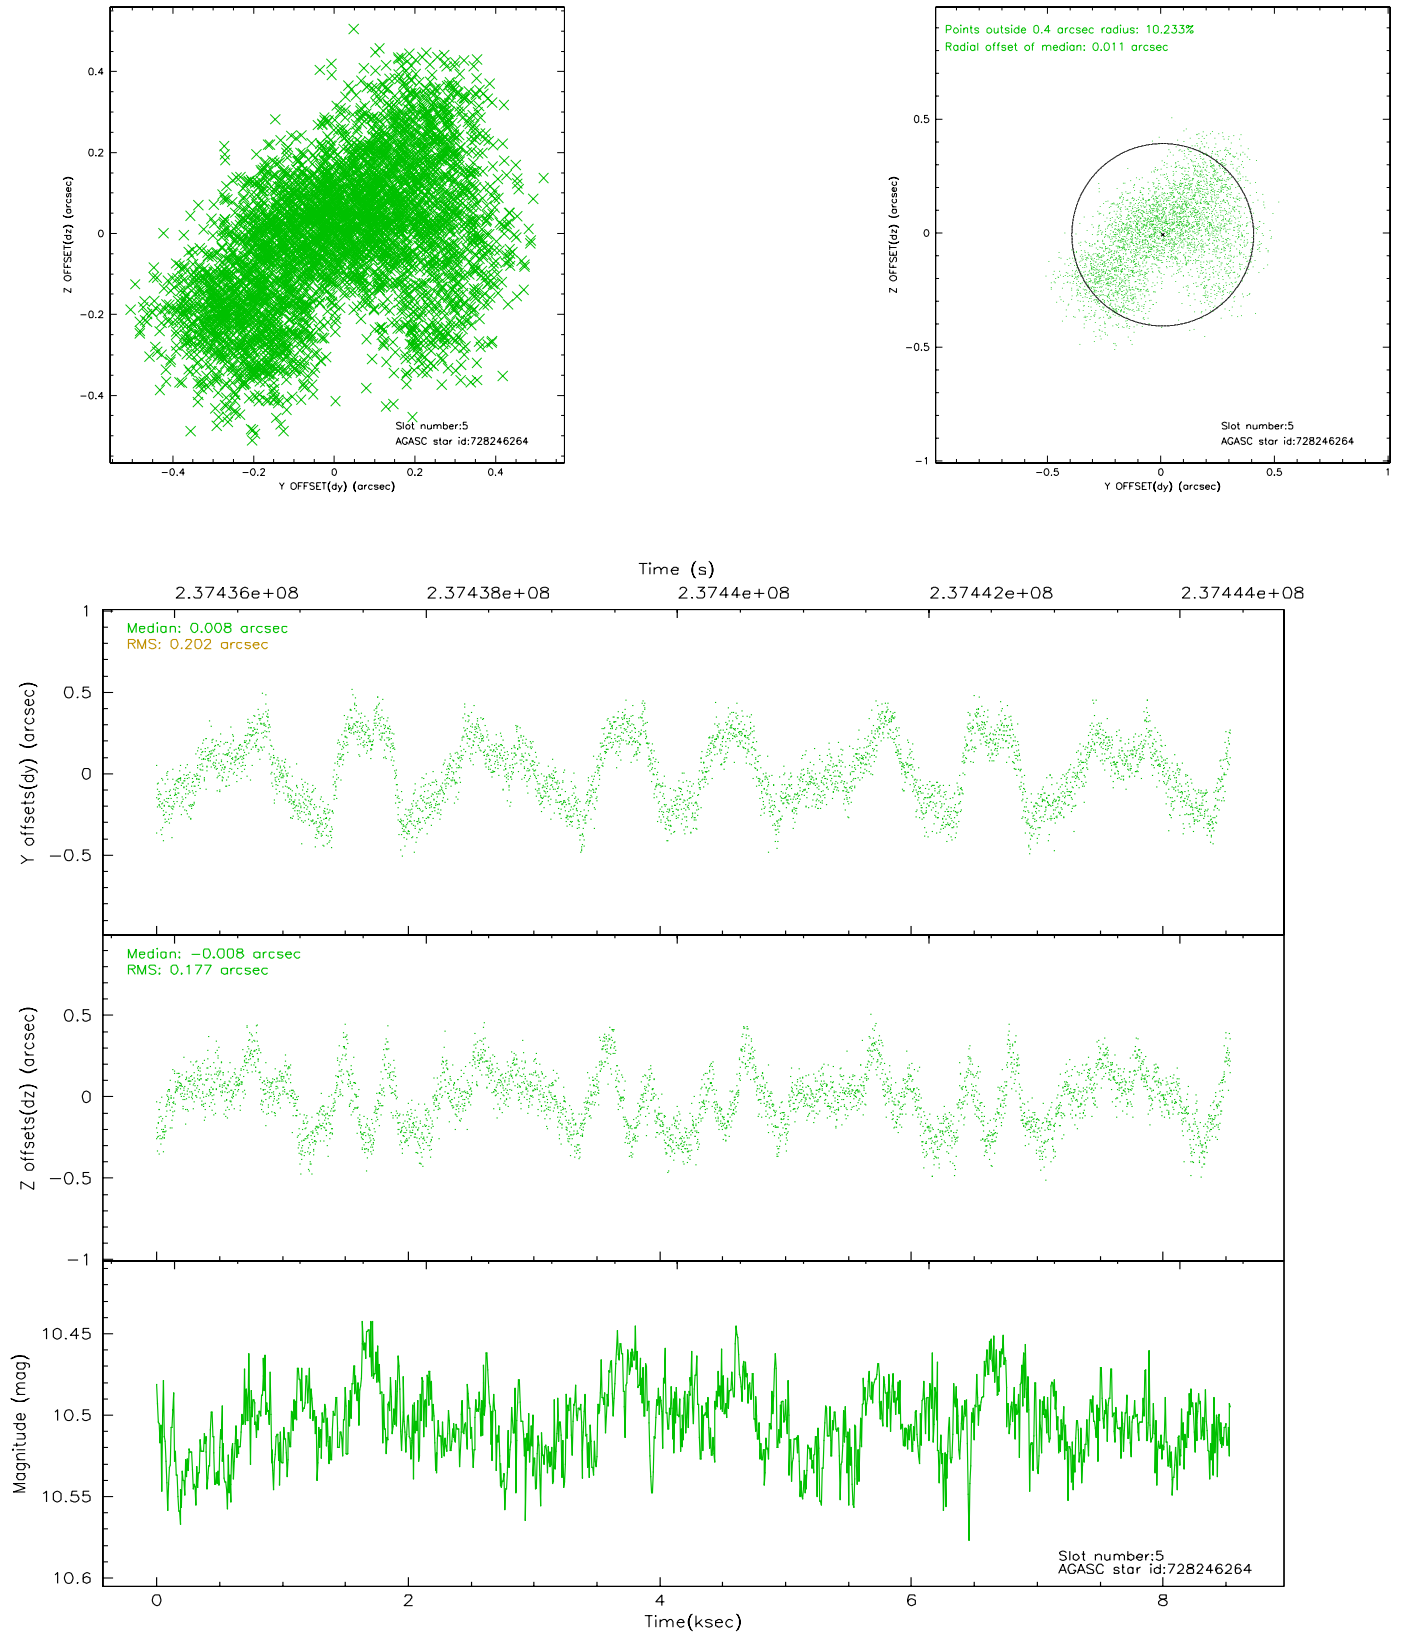 0.4
0.2
0
−0.2
−0.4
Z OFFSET(dz) (arcsec)
Slot number:5
AGASC star id:728246264
−0.4 −0.2 0 0.2 0.4
Y OFFSET(dy) (arcsec)
Points outside 0.4 arcsec radius: 10.233%
Radial offset of median: 0.011 arcsec
0.5
0
−0.5
−1
Z OFFSET(dz) (arcsec)
Slot number:5
AGASC star id:728246264
−0.5 0 0.5 1
Y OFFSET(dy) (arcsec)
Time (s)
2.37436e+08 2.37438e+08 2.3744e+08 2.37442e+08 2.37444e+08
Median: 0.008 arcsec
RMS: 0.202 arcsec
1
0.5
0
−0.5
Y offsets(dy) (arcsec)
Median: −0.008 arcsec
RMS: 0.177 arcsec
0.5
0
−0.5
−1
Z offsets(dz) (arcsec)
10.45
10.5
10.55
10.6
Magnitude (mag)
Slot number:5
AGASC star id:728246264
0 2 4 6 8
Time(ksec)